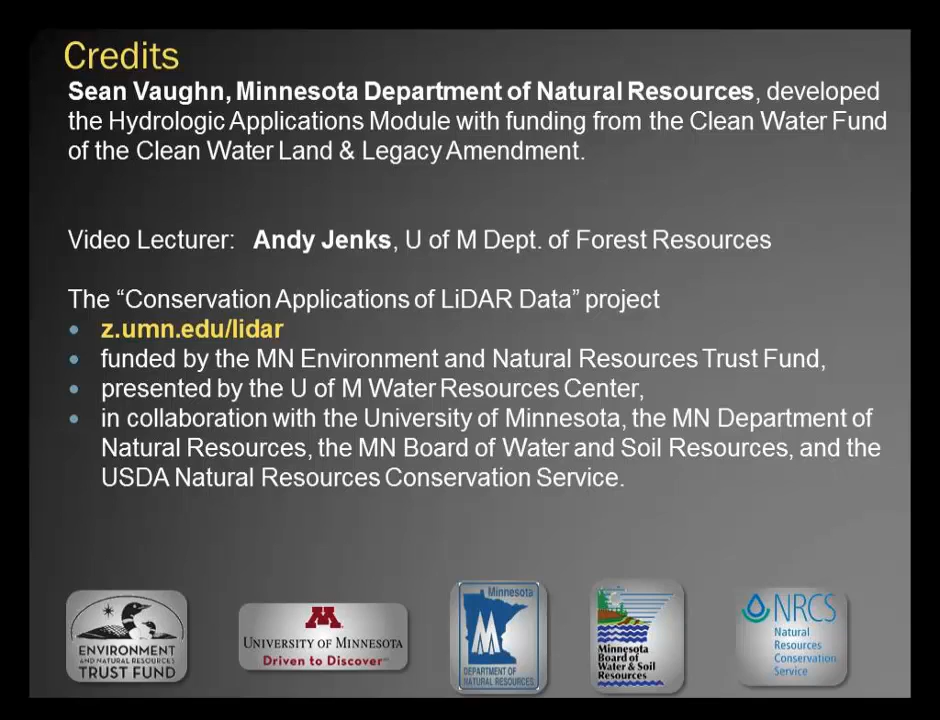 Credits
Sean Vaughn, Minnesota Department of Natural Resources, developed
the Hydrologic Applications Module with funding from the Clean Water Fund
of the Clean Water Land & Legacy Amendment.
Video Lecturer: Andy Jenks, U of M Dept. of Forest Resources
The “Conservation Applications of LiDAR Data” project
• z.umn.edu/lidar
• funded by the MN Environment and Natural Resources Trust Fund,
• presented by the U of M Water Resources Center,
• in collaboration with the University of Minnesota, the MN Department of
Natural Resources, the MN Board of Water and Soil Resources, and the
USDA Natural Resources Conservation Service.
ENVIRONMENT
AND NATURAL RESOURCES
TRUST FUND
M
UNIVERSITY OF MINNESOTA
Driven to Discover
Minnesota
M
DEPARTMENT OF
NATURAL RESOURCES
Minnesota
Board of
Water & Soil
Resources
NRCS
Natural
Resources
Conservation
Service